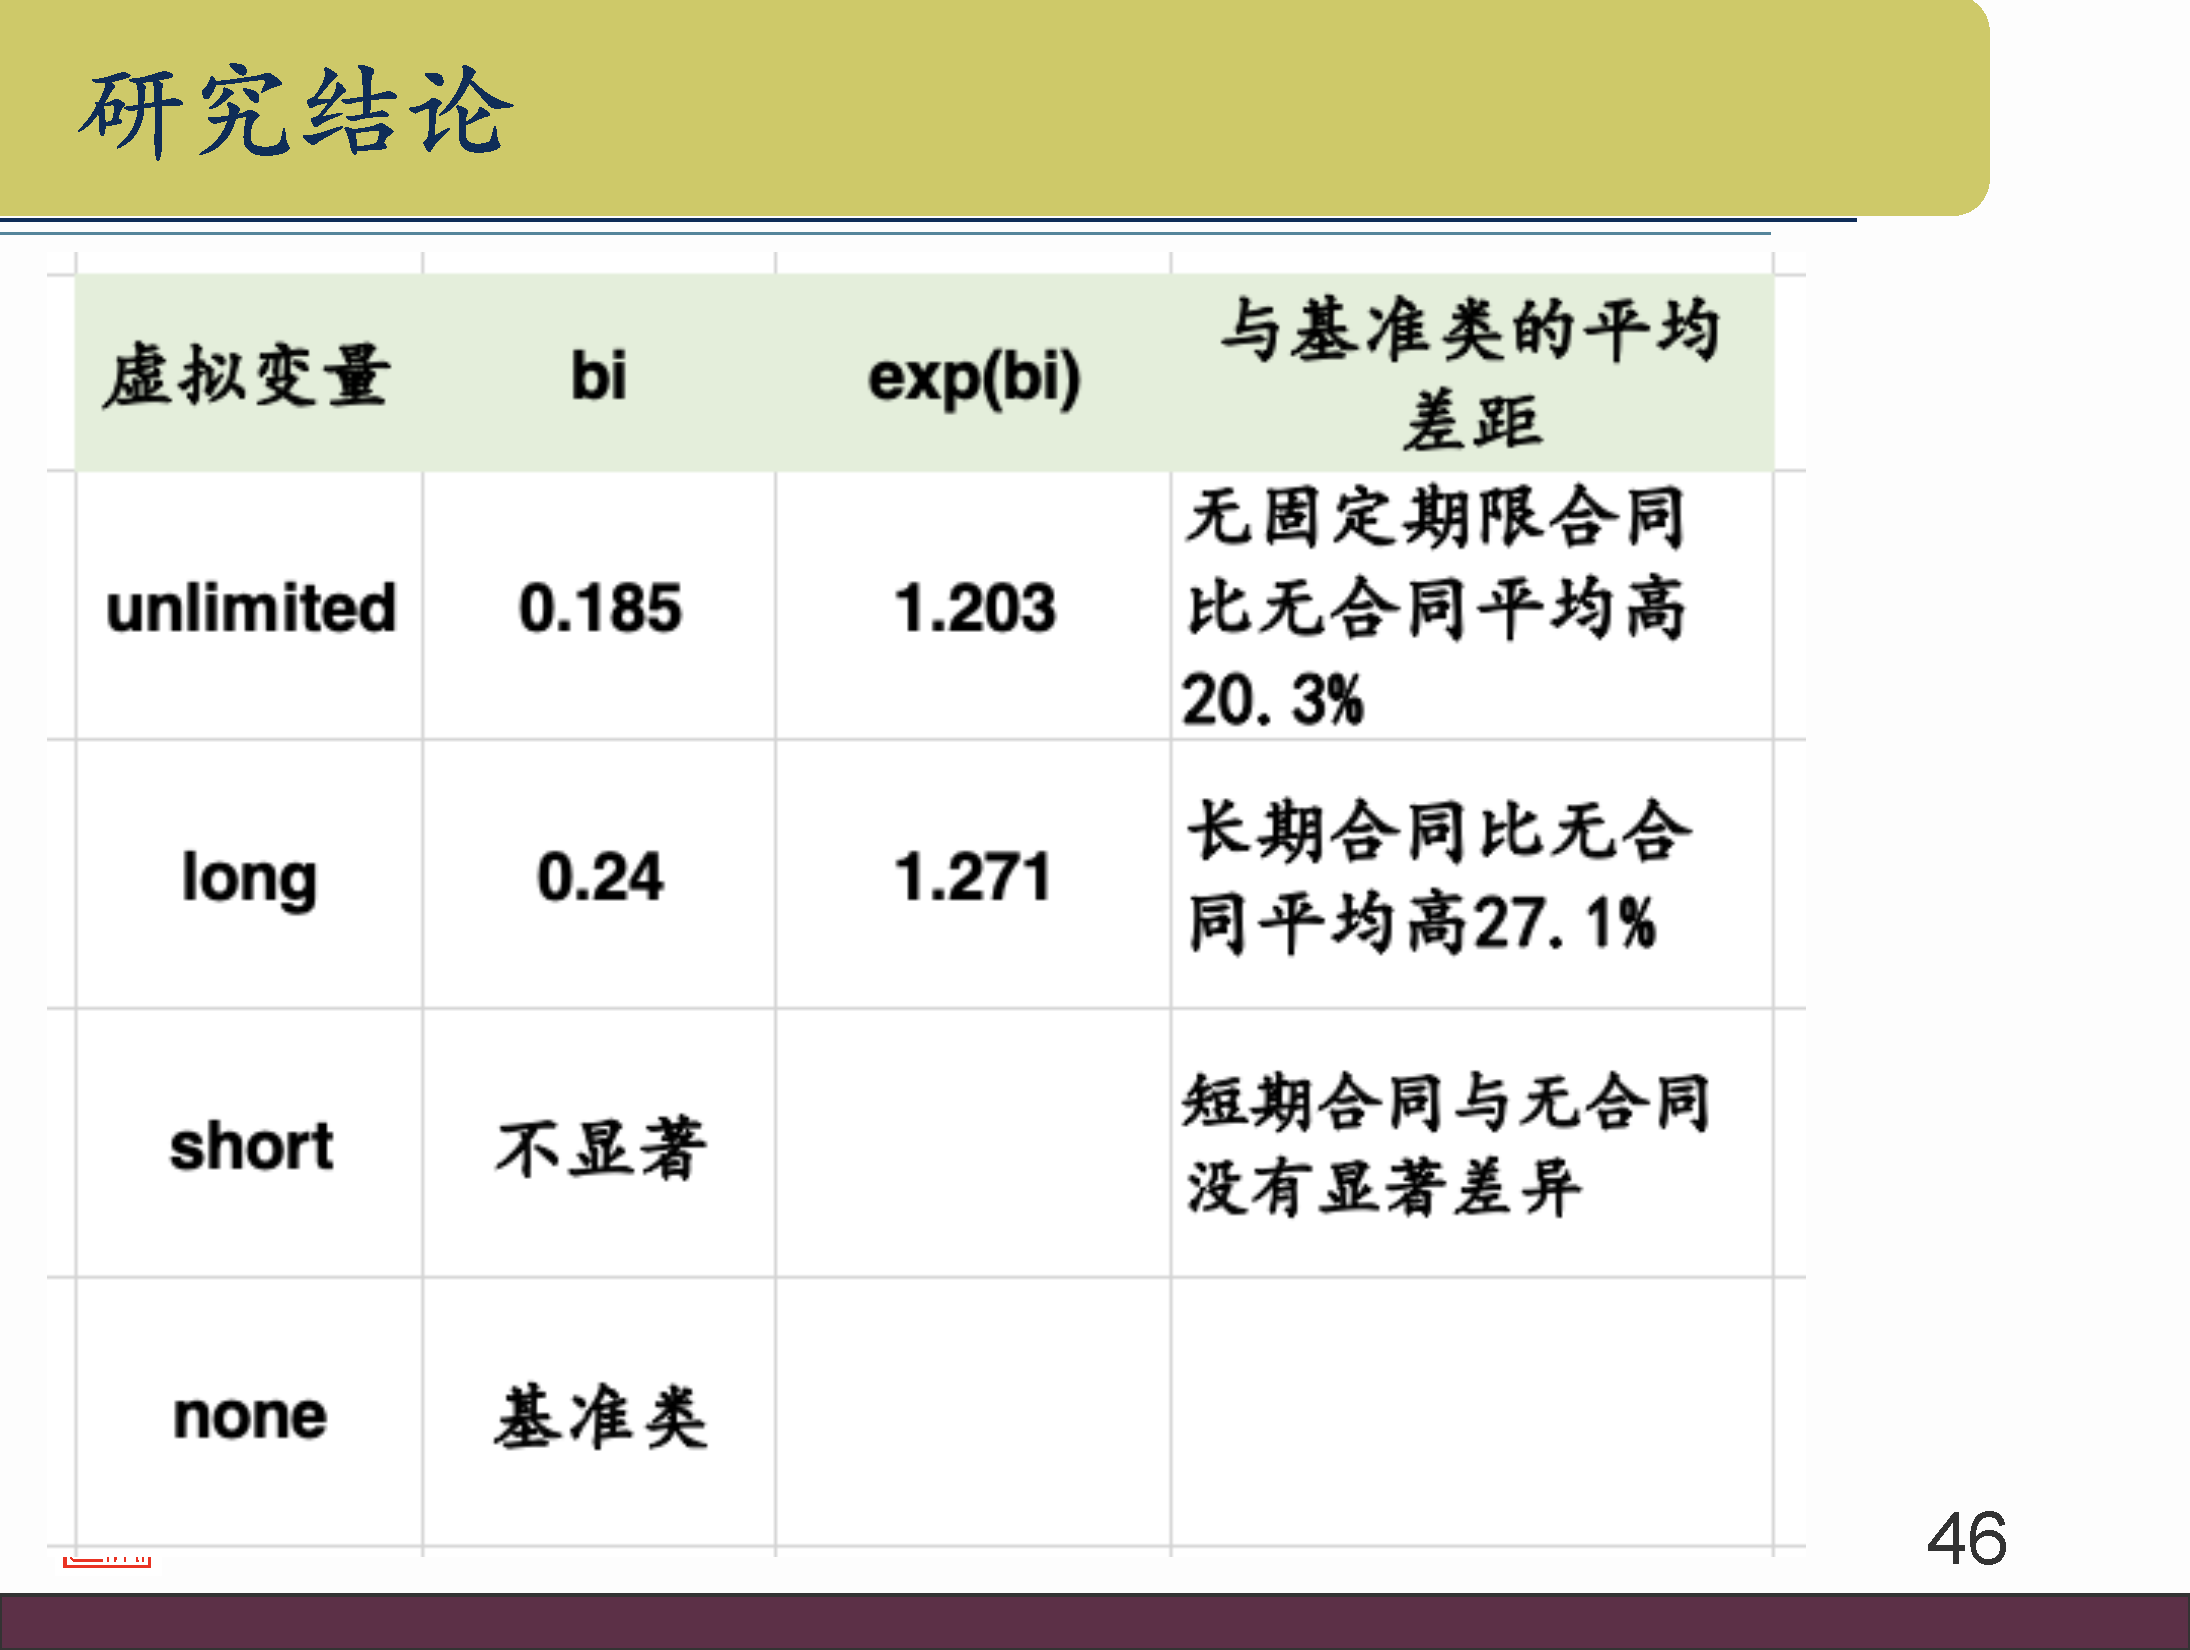 研究结论
虚拟变量 bi exp(bi) 与基准类的平均
差距
unlimited 0.185 1.203 无固定期限合同
比无合同平均高
20.3%
long 0.24 1.271 长期合同比无合
同平均高27.1%
short 不显著 短期合同与无合同
没有显著差异
none 基准类
46